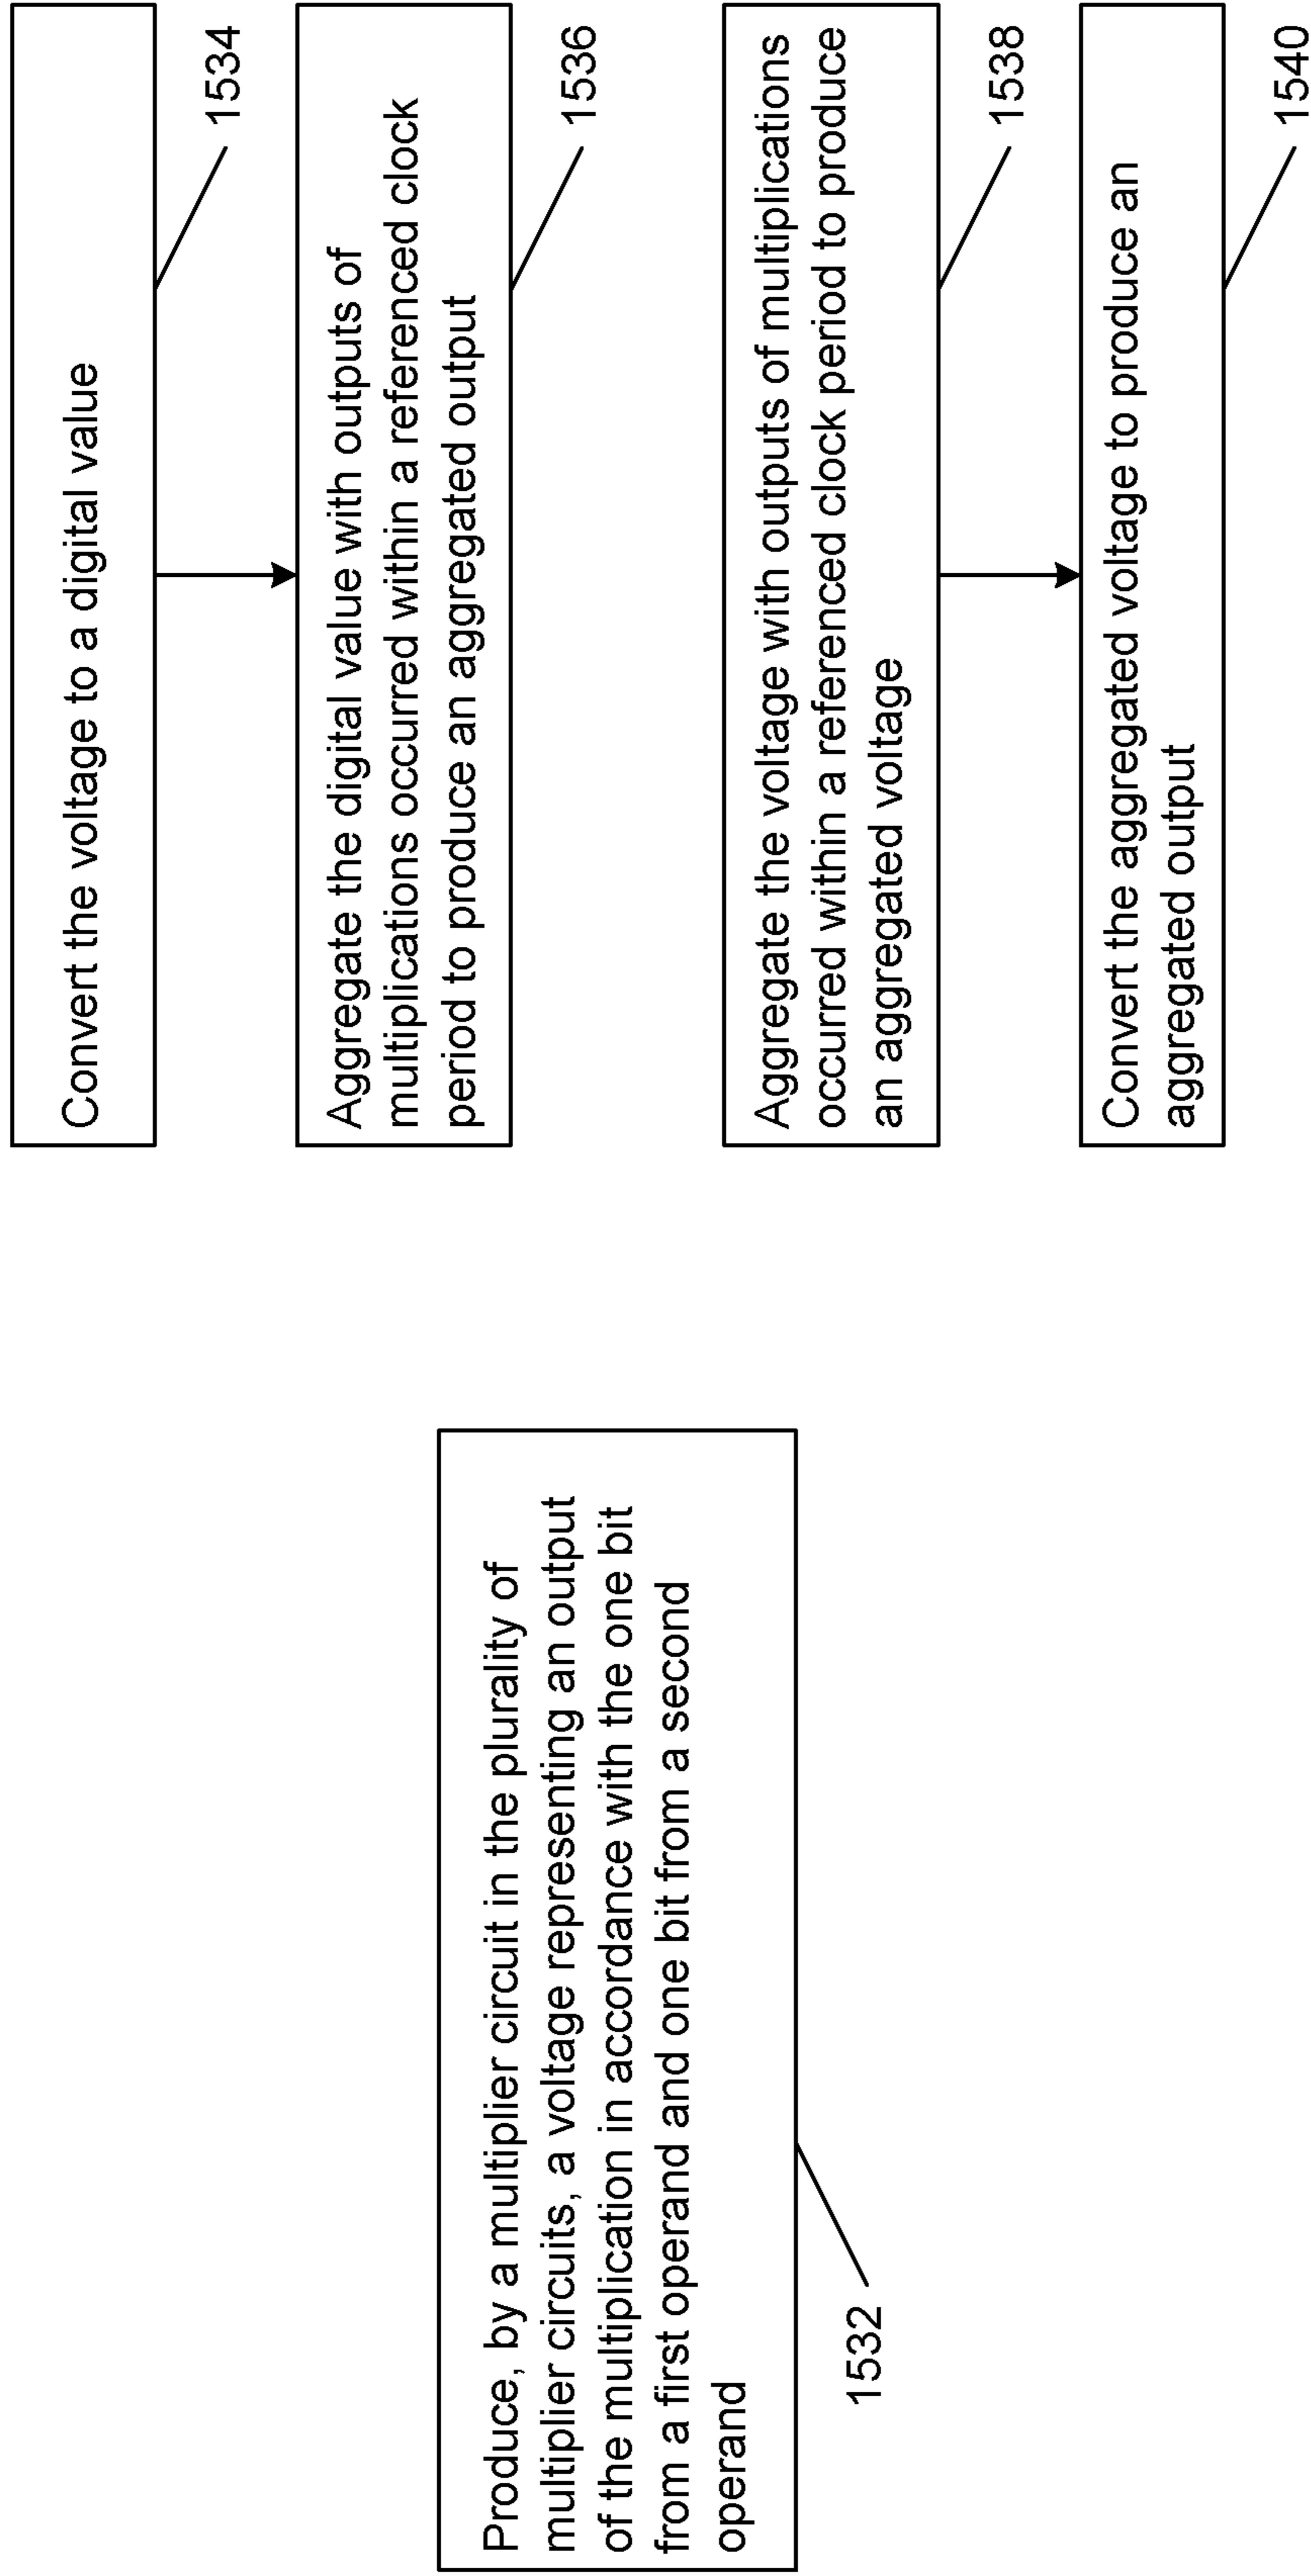 Produce, by a multiplier circuit in the plurality of
multiplier circuits, a voltage representing an output
of the multiplication in accordance with the one bit
from a first operand and one bit from a second
operand
1532
Convert the voltage to a digital value
1534
Aggregate the digital value with outputs of
multiplications occurred within a referenced clock
period to produce an aggregated output
1536
Aggregate the voltage with outputs of multiplications
occurred within a referenced clock period to produce
an aggregated voltage
1538
Convert the aggregated voltage to produce an
aggregated output
1540